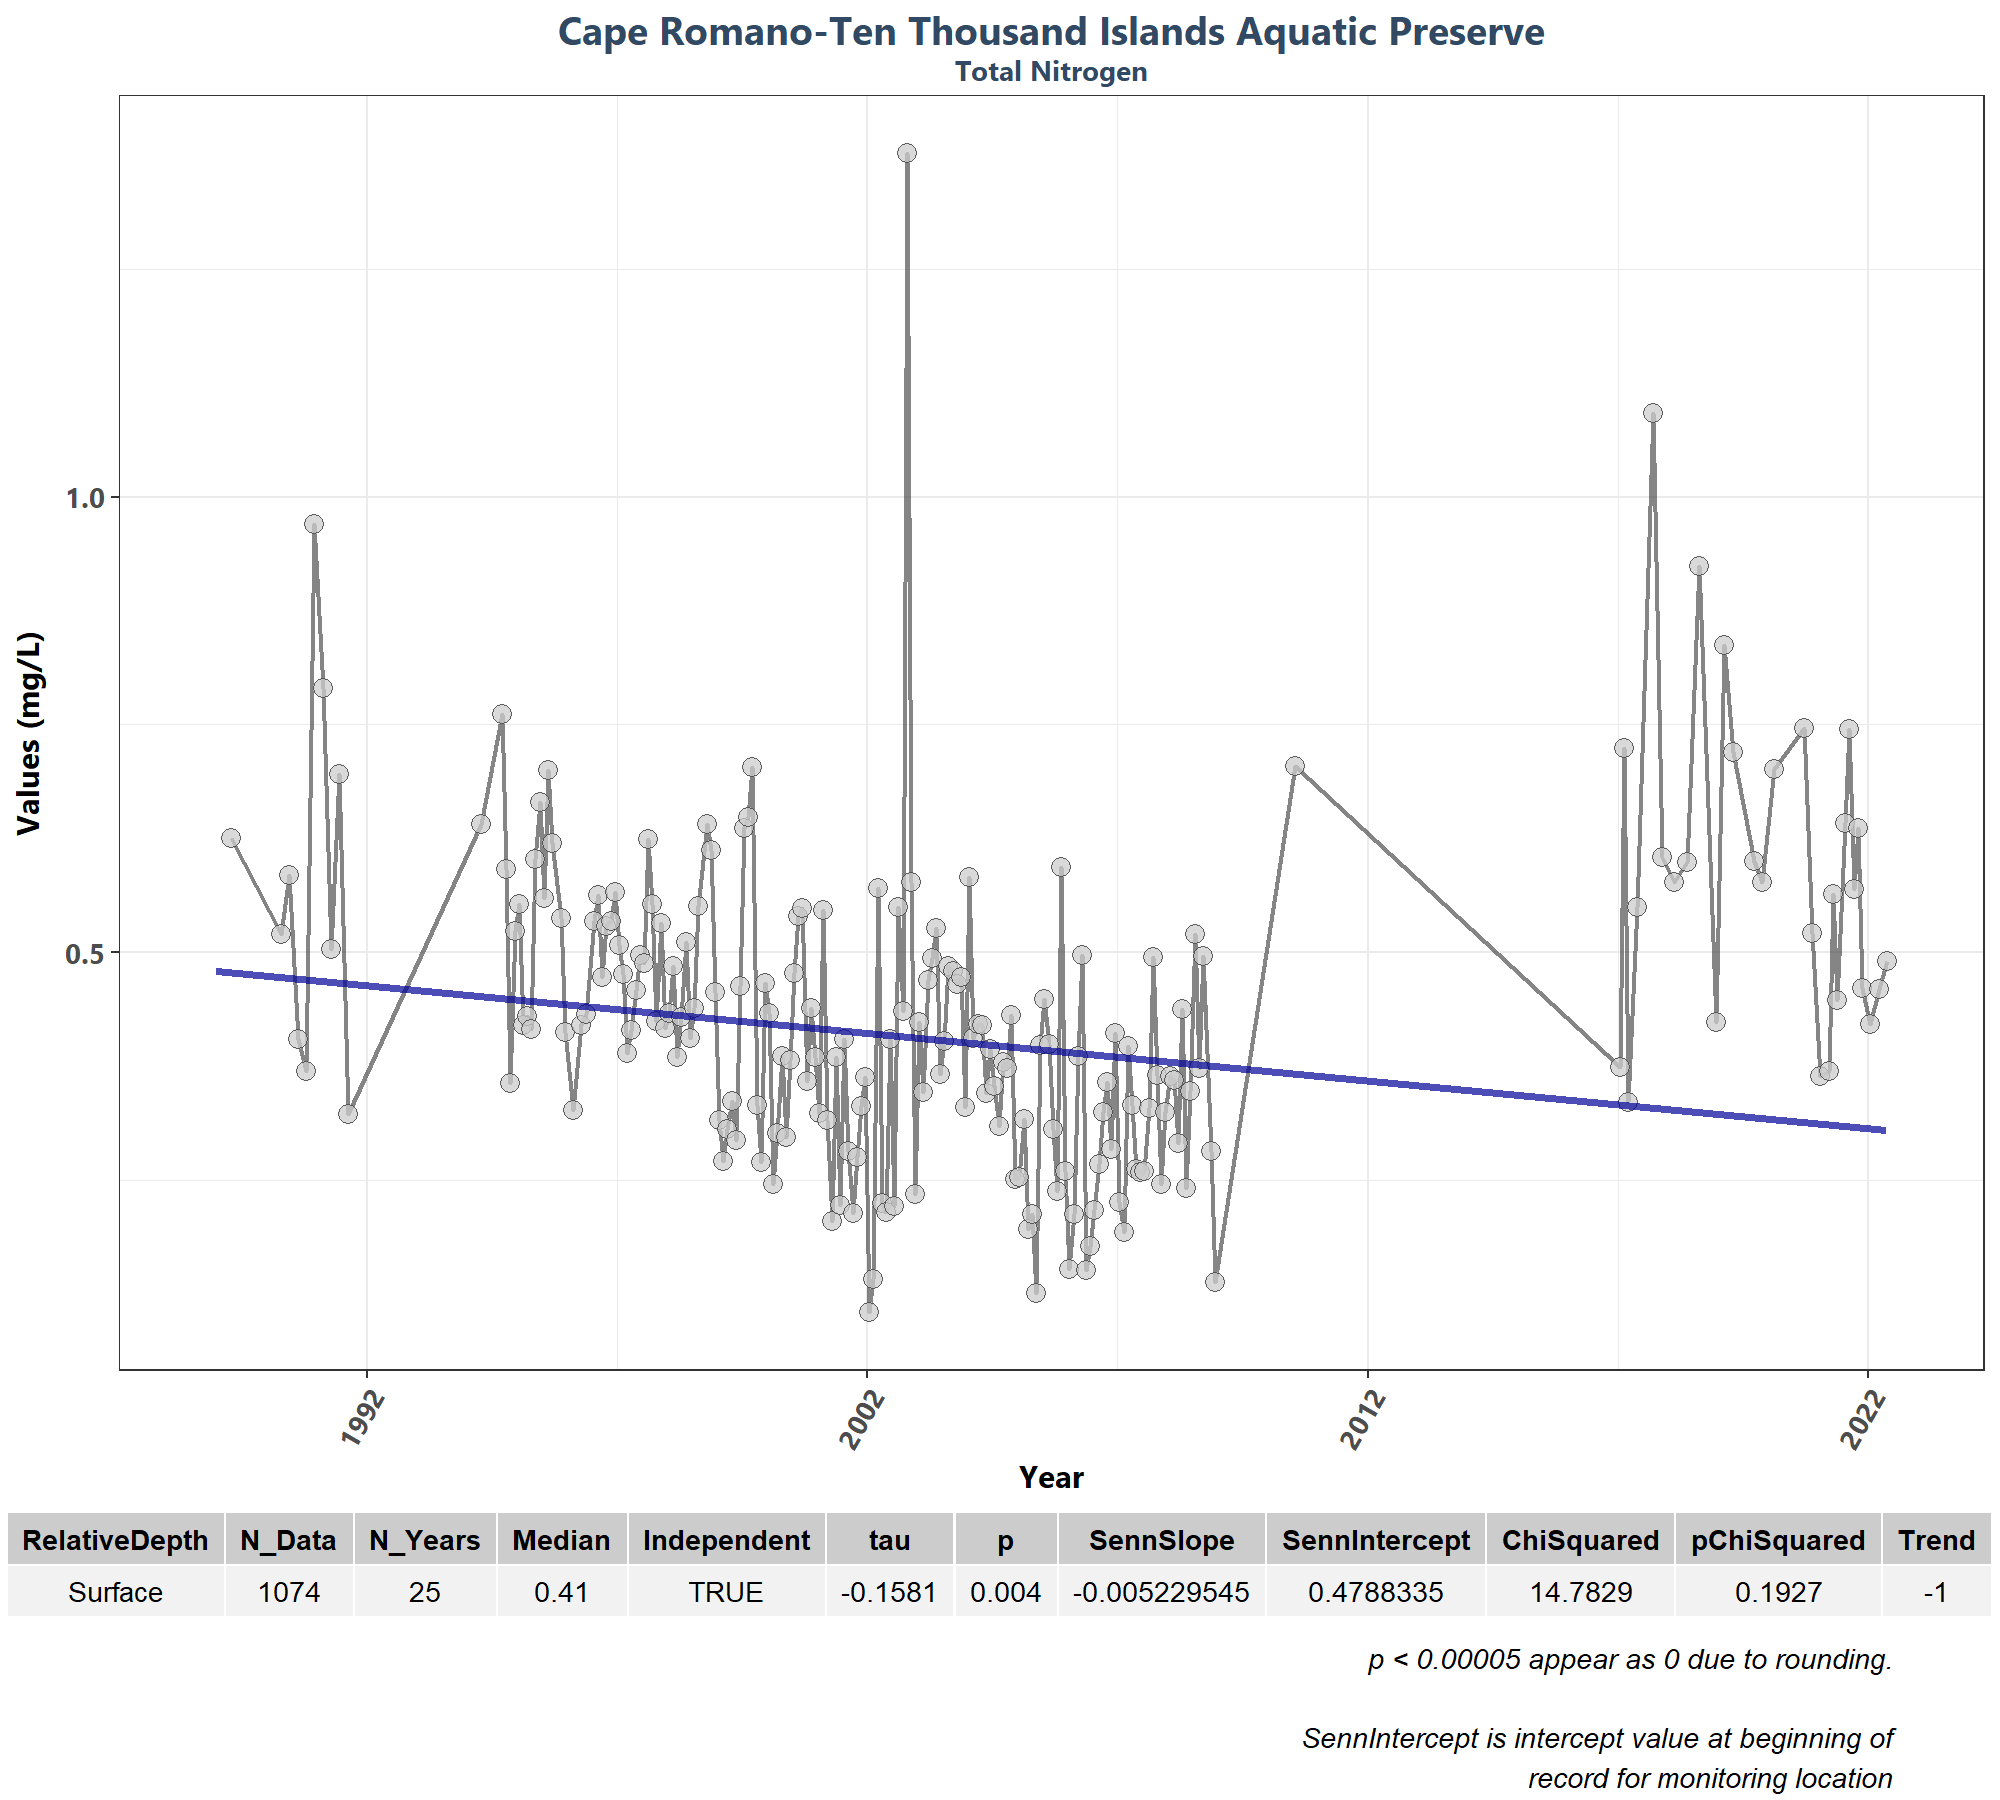 Cape Romano-Ten Thousand Islands Aquatic Preserve
Total Nitrogen
Values (mg/L)
1.0
0.5
1992
2002
2012
2022
Year
RelativeDepth N_Data N_Years Median Independent tau p SennSlope SennIntercept ChiSquared pChiSquared Trend
Surface 1074 25 0.41 TRUE -0.1581 0.004 -0.005229545 0.4788335 14.7829 0.1927 -1
p < 0.00005 appear as 0 due to rounding.
SennIntercept is intercept value at beginning of
record for monitoring location